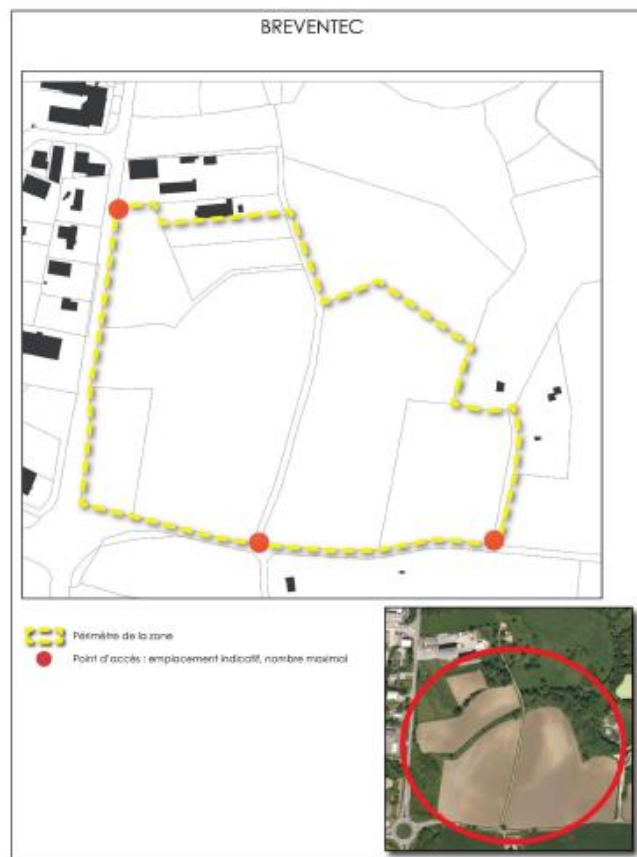 BREVENTEC
Périmètre de la zone
Point d'accès : emplacement indicatif, nombre maximal